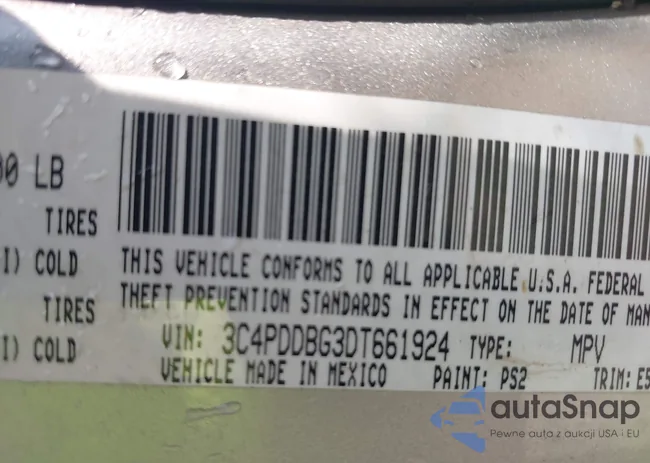 00 LB
TIRES
I) COLD
TIRES
I) COLD
THIS VEHICLE CONFORMS TO ALL APPLICABLE U.S.A. FEDERAL
THEFT PREVENTION STANDARDS IN EFFECT ON THE DATE OF MAN
VIN: 3C4PDDBG3DT661924 TYPE: MPV
VEHICLE MADE IN MEXICO PAINT: PS2 TRIM: E5
autaSnap
Pewne auta z aukcji USA i EU